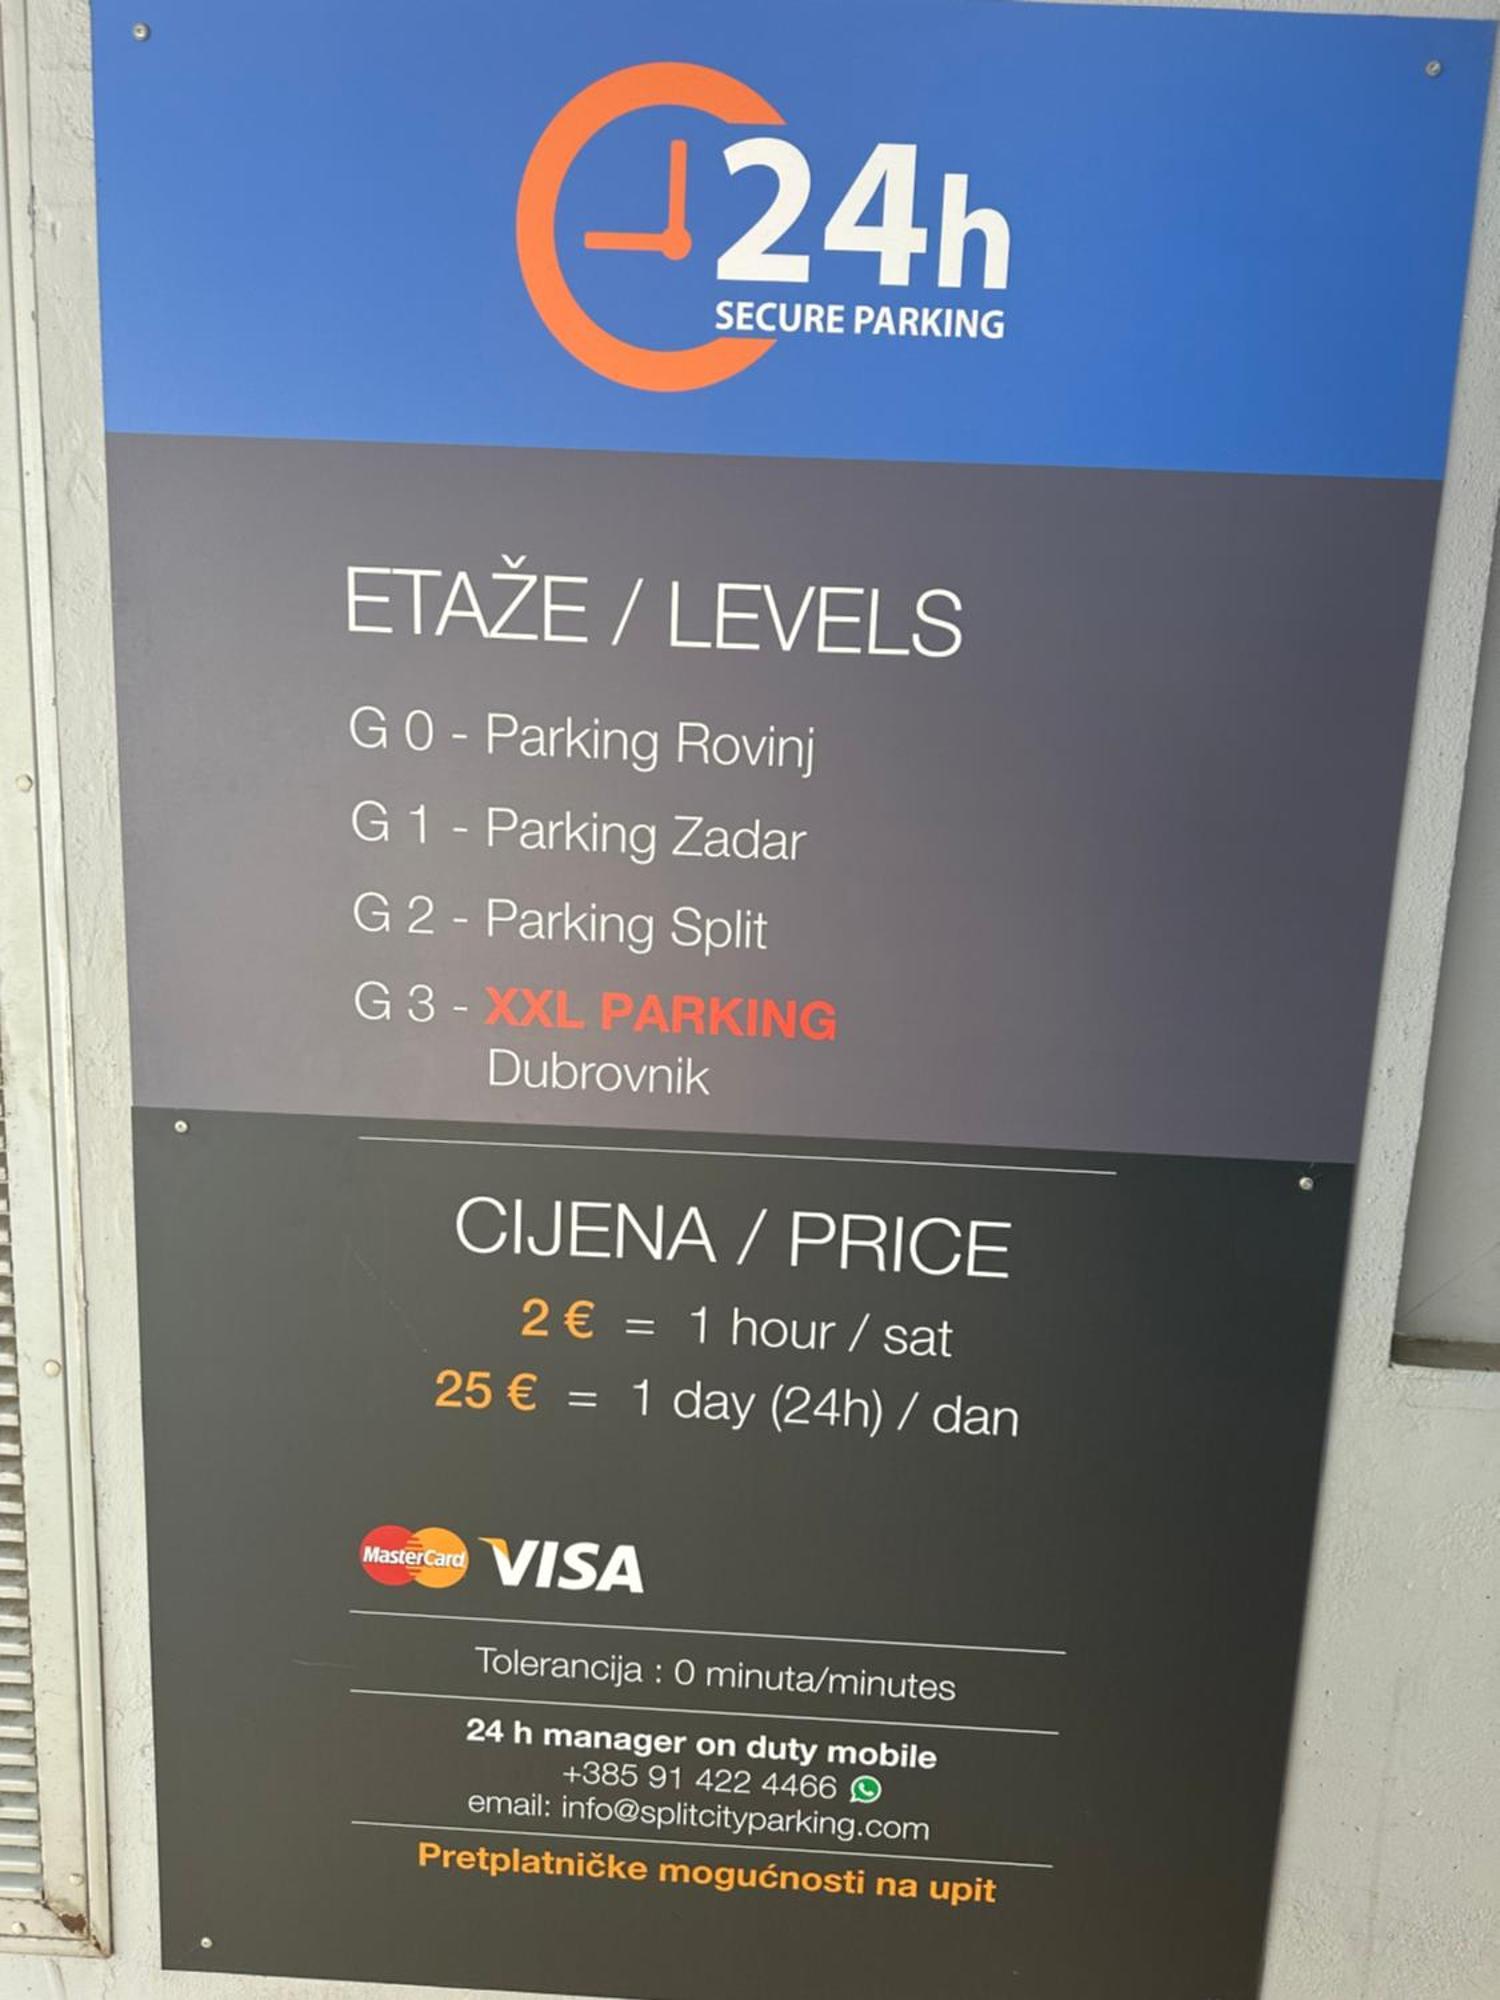 24h
SECURE PARKING
ETAŽE / LEVELS
G 0 - Parking Rovinj
G 1 - Parking Zadar
G 2 - Parking Split
G 3 - XXL PARKING
Dubrovnik
CIJENA / PRICE
2 € = 1 hour / sat
25 € = 1 day (24h) / dan
MasterCard VISA
Tolerancija : 0 minuta/minutes
24 h manager on duty mobile
+385 91 422 4466
email: info@splitcityparking.com
Pretplatničke mogućnosti na upit